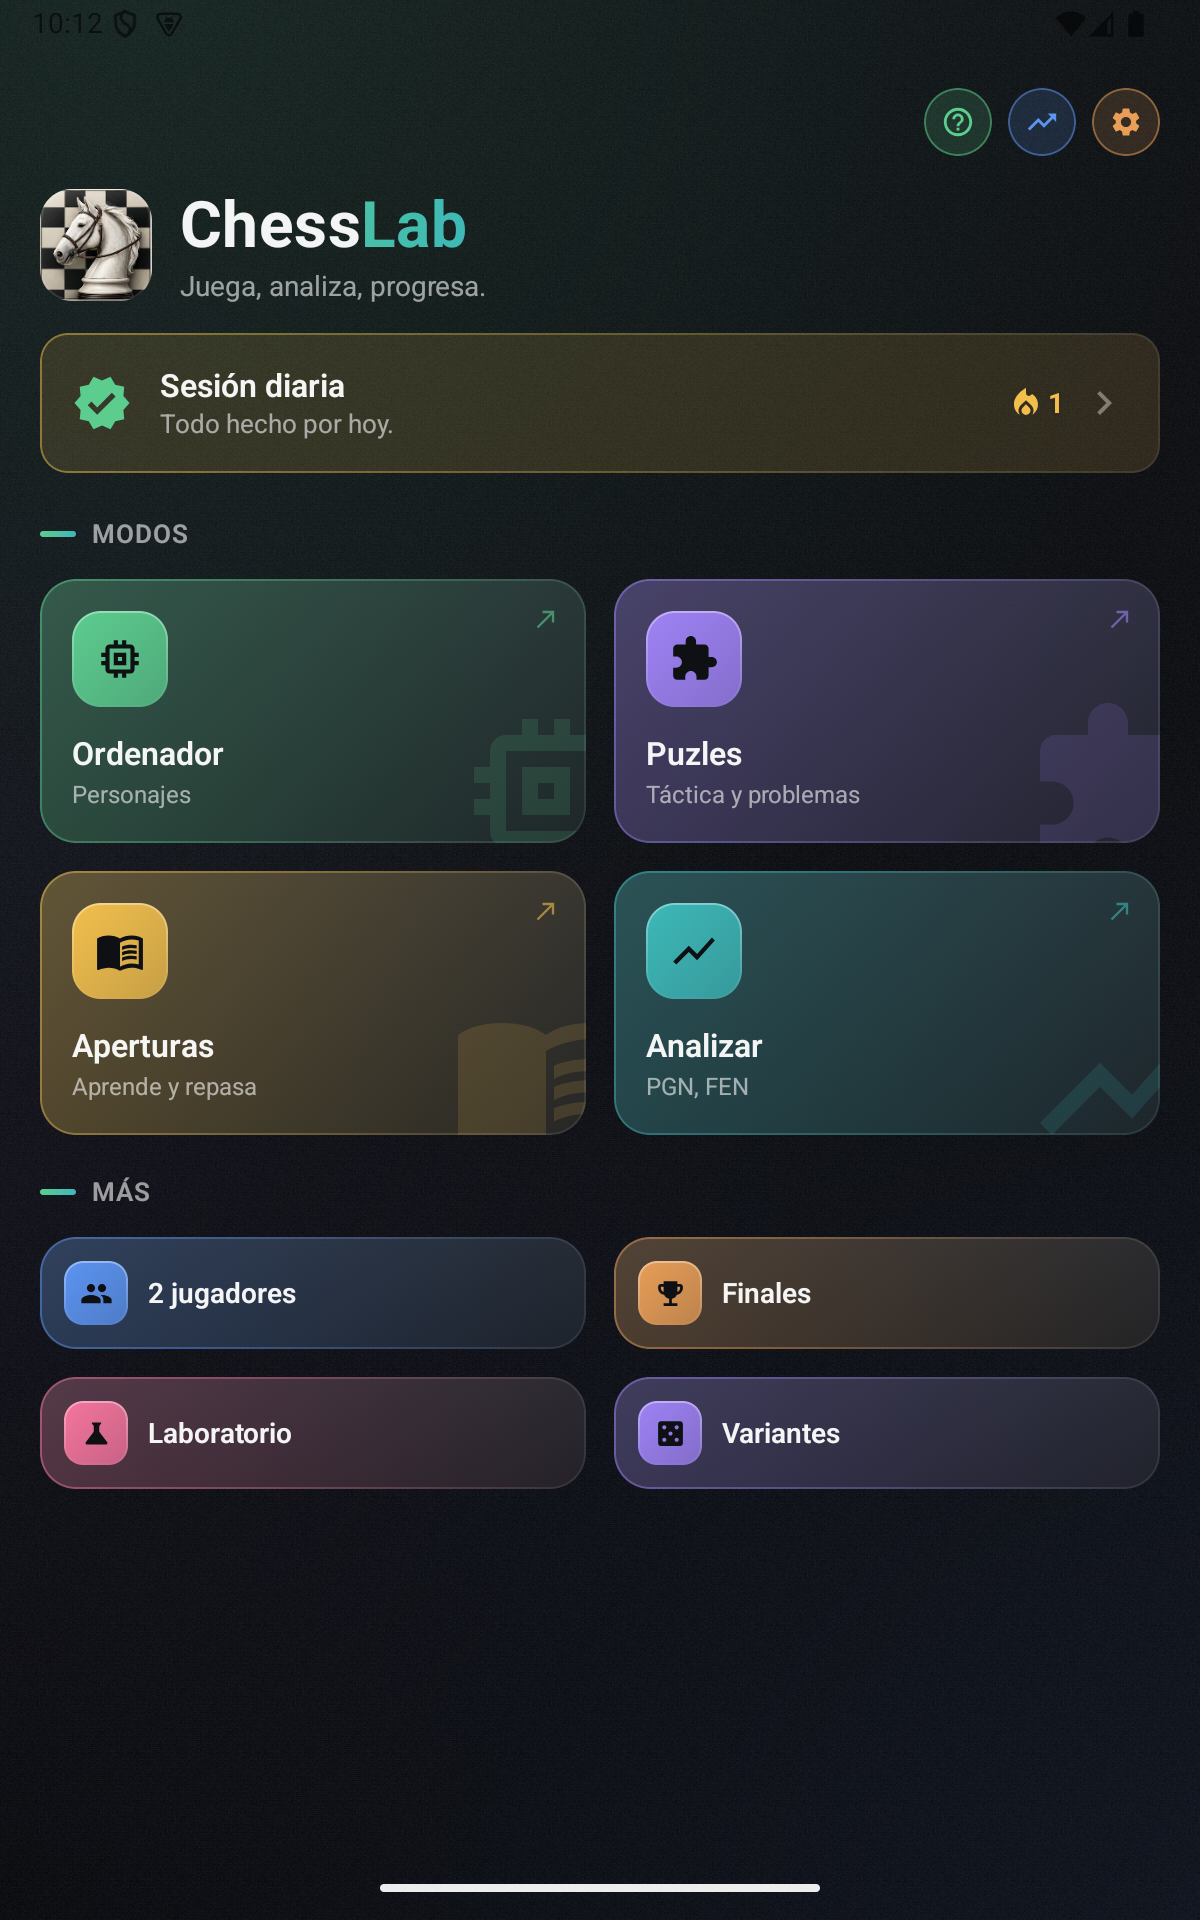 10:12
ChessLab
Juega, analiza, progresa.
Sesión diaria
Todo hecho por hoy.
1
MODOS
Ordenador
Personajes
Puzles
Táctica y problemas
Aperturas
Aprende y repasa
Analizar
PGN, FEN
MÁS
2 jugadores
Finales
Laboratorio
Variantes